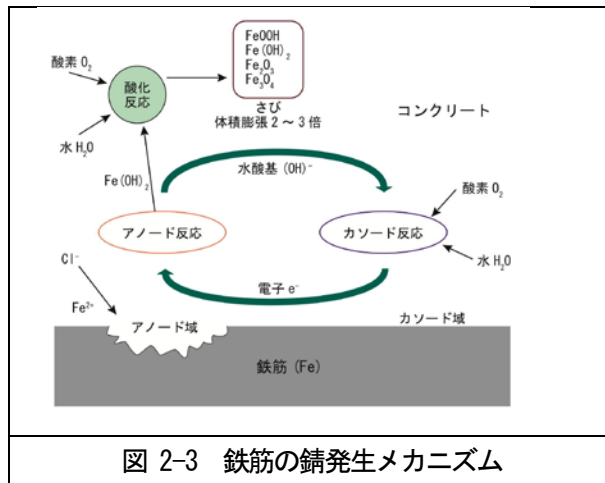 FeOOH
Fe(OH)₂
Fe₂O₃
Fe₃O₄
さび
体積膨張2～3倍
酸素 O₂
酸化
反応
水 H₂O
コンクリート
Fe(OH)₂
水酸基 (OH)⁻
酸素 O₂
アノード反応
カソード反応
水 H₂O
Cl⁻
Fe²⁺
電子 e⁻
アノード域
カソード域
鉄筋 (Fe)
図 2-3 鉄筋の錆発生メカニズム